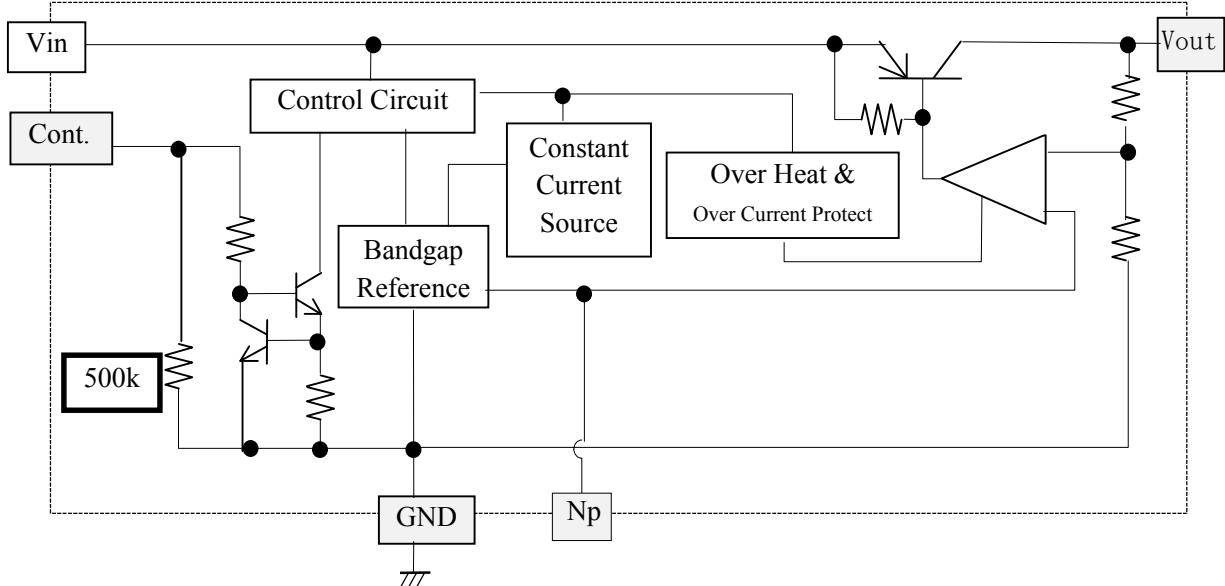 Vin
Vout
Control Circuit
Cont.
Constant
Current
Source
Over Heat &
Over Current Protect
Bandgap
Reference
500k
GND
Np